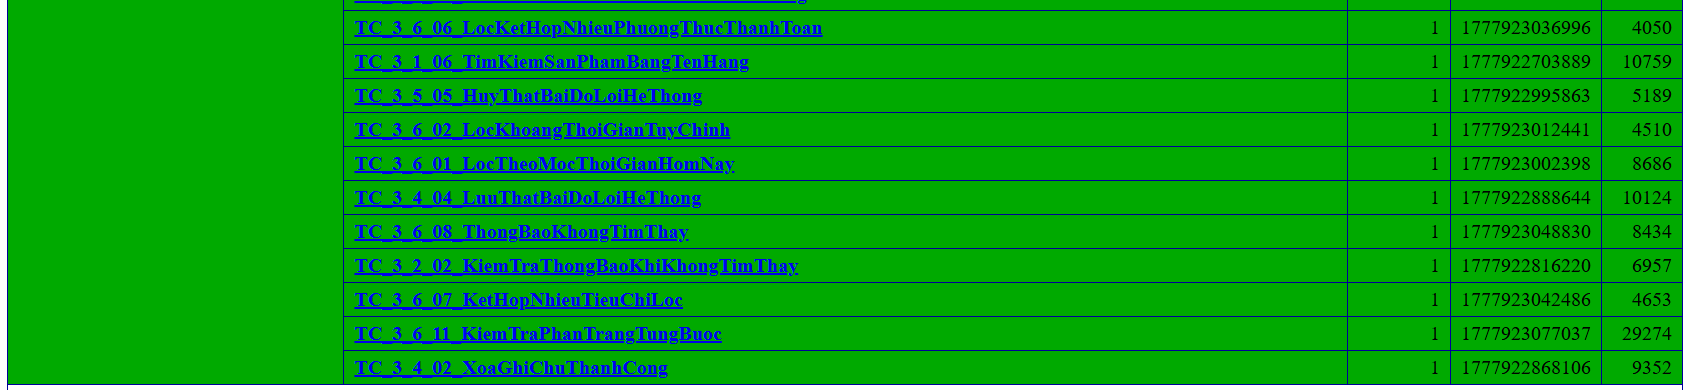 TC_3_6_06_LocKetHopNhieuPhuongThucThanhToan 1 1777923036996 4050
TC_3_1_06_TimKiemSanPhamBangTenHang 1 1777922703889 10759
TC_3_5_05_HuyThatBaiDoLoiHeThong 1 1777922995863 5189
TC_3_6_02_LocKhoangThoiGianTuyChinh 1 1777923012441 4510
TC_3_6_01_LocTheoMocThoiGianHomNay 1 1777923002398 8686
TC_3_4_04_LuuThatBaiDoLoiHeThong 1 1777922888644 10124
TC_3_6_08_ThongBaoKhongTimThay 1 1777923048830 8434
TC_3_2_02_KiemTraThongBaoKhiKhongTimThay 1 1777922816220 6957
TC_3_6_07_KetHopNhieuTieuChiLoc 1 1777923042486 4653
TC_3_6_11_KiemTraPhanTrangTungBuoc 1 1777923077037 29274
TC_3_4_02_XoaGhiChuThanhCong 1 1777922868106 9352